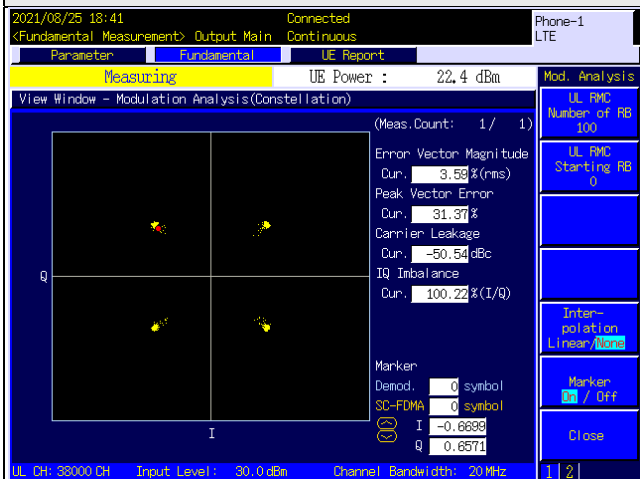 2021/08/25 18:41 Connected Phone-1
<Fundamental Measurement> Output Main Continuous LTE
Parameter Fundamental UE Report
Measuring UE Power : 22.4 dBm Mod. Analysis
View Window - Modulation Analysis(Constellation)
(Meas.Count: 1/ 1)
Error Vector Magnitude
Cur. 3.59 %(rms)
Peak Vector Error
Cur. 31.37 %
Carrier Leakage
Cur. -50.54 dBc
IQ Imbalance
Cur. 100.22 %(I/Q)
Q
I
Marker
Demod. 0 symbol
SC-FDMA 0 symbol
I -0.6699
Q 0.6571
UL RMC
Number of RB
100
UL RMC
Starting RB
0
Inter-
polation
Linear/None
Marker
On / Off
Close
UL CH: 38000 CH Input Level: 30.0 dBm Channel Bandwidth: 20 MHz 1 2